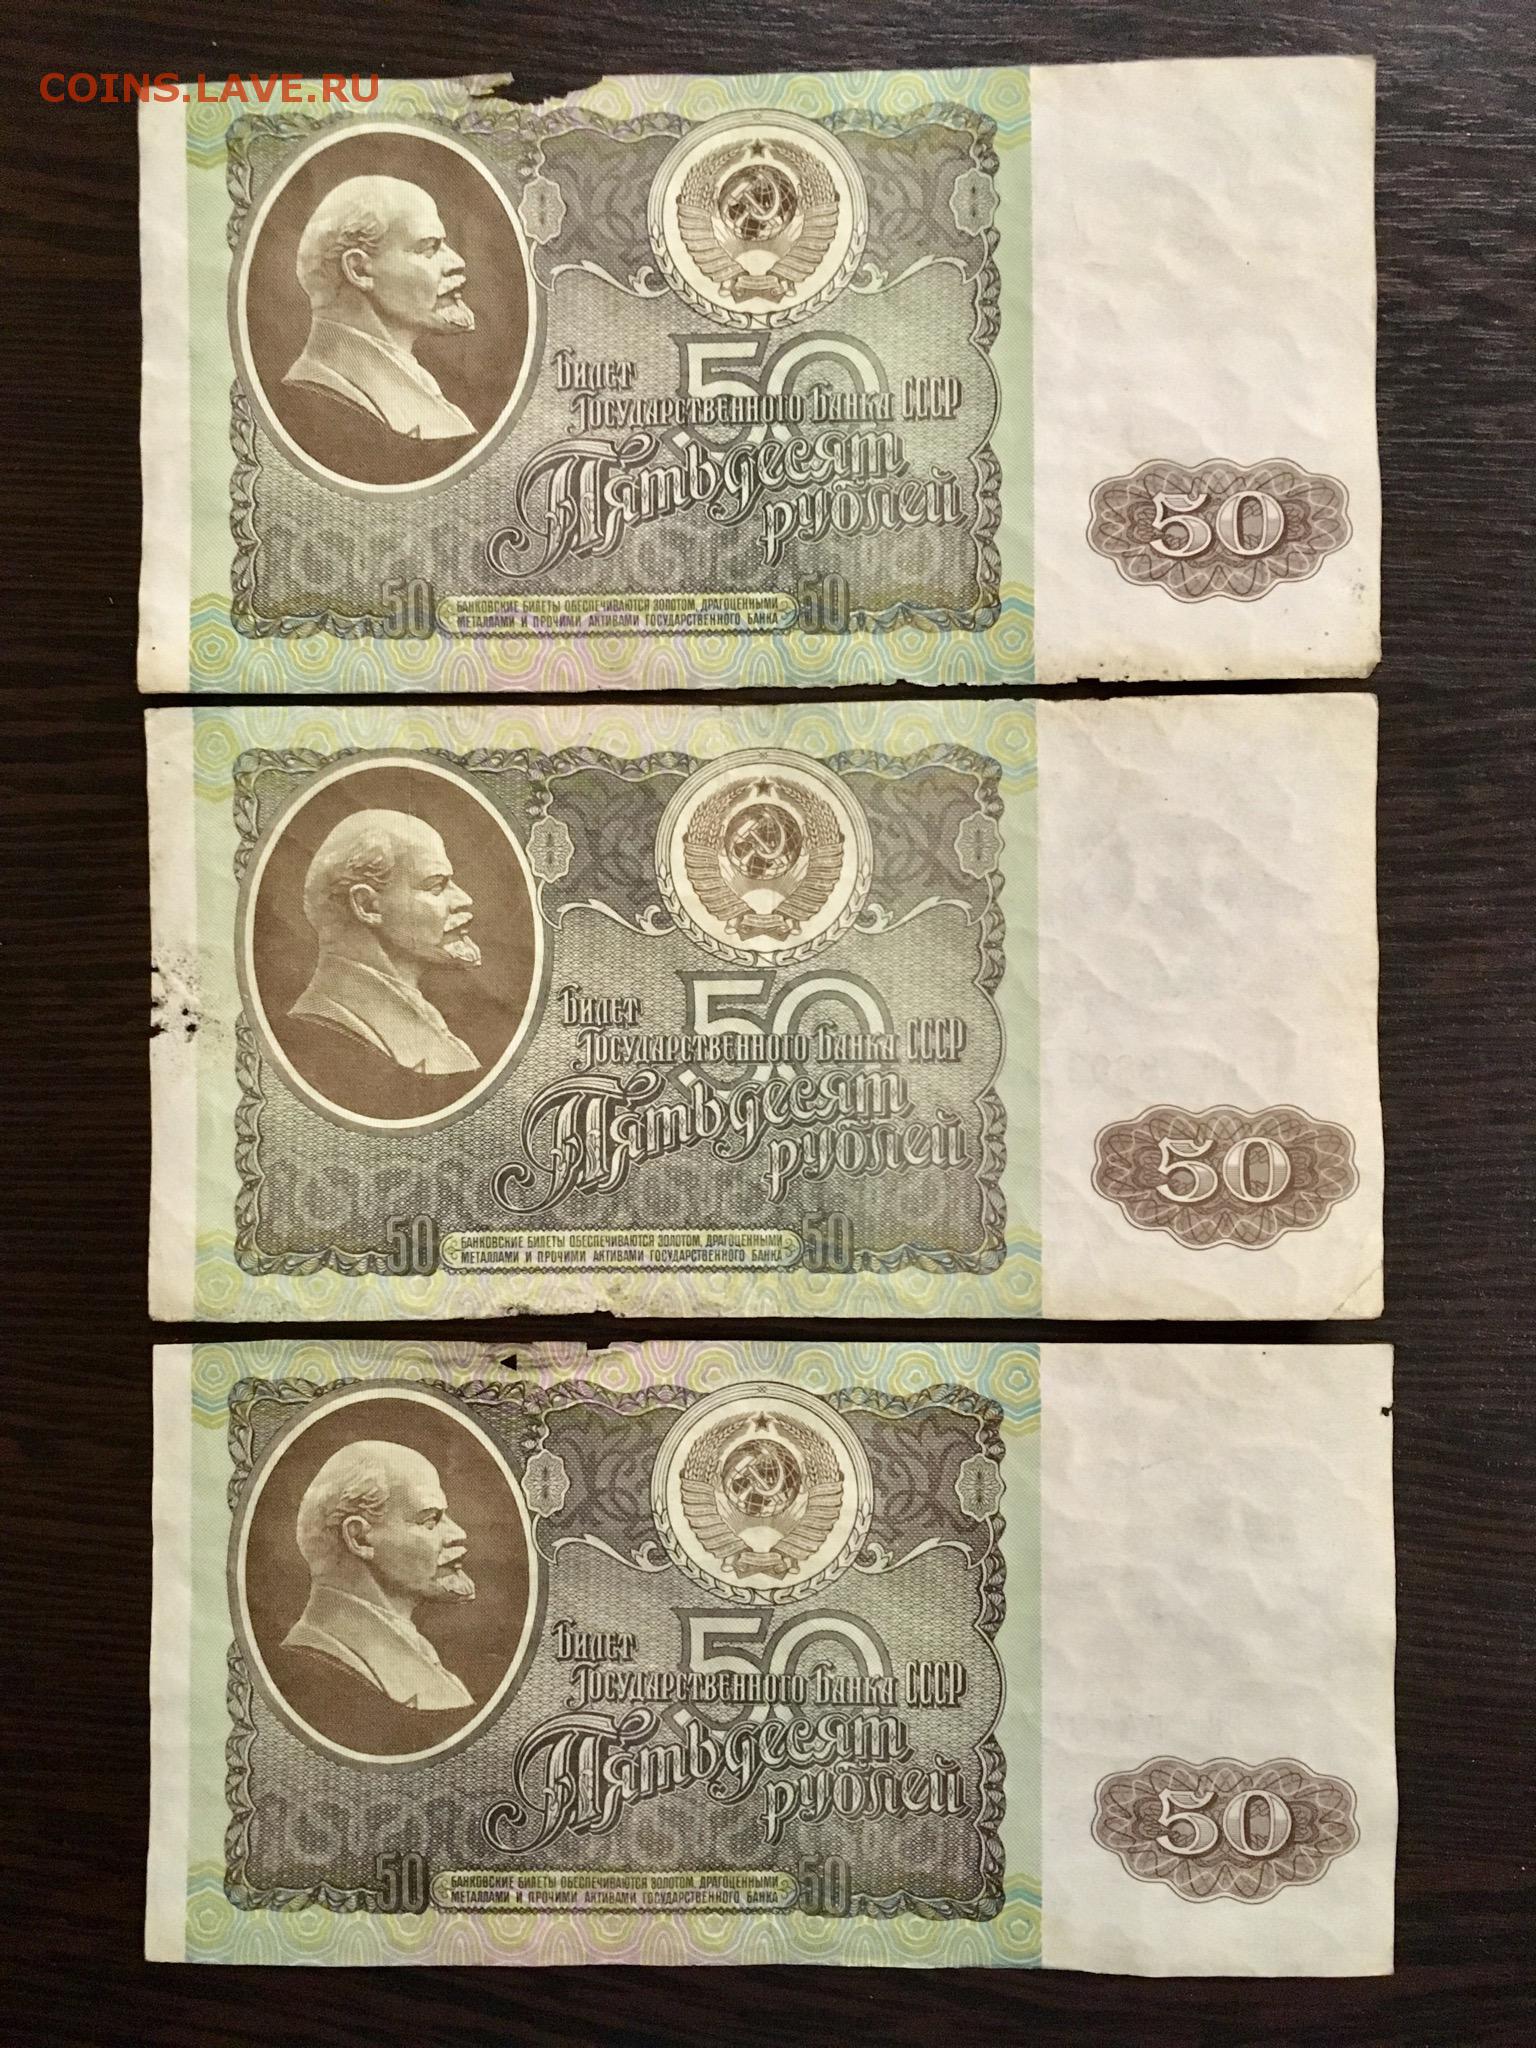 COINS.LAVE.RU
50
Билет
Государственного Банка СССР
Пятьдесят
рублей
50
50
БАНКОВСКИЕ БИЛЕТЫ ОБЕСПЕЧИВАЮТСЯ ЗОЛОТОМ, ДРАГОЦЕННЫМИ
МЕТАЛЛАМИ И ПРОЧИМИ АКТИВАМИ ГОСУДАРСТВЕННОГО БАНКА
50
50
Билет
Государственного Банка СССР
Пятьдесят
рублей
50
50
БАНКОВСКИЕ БИЛЕТЫ ОБЕСПЕЧИВАЮТСЯ ЗОЛОТОМ, ДРАГОЦЕННЫМИ
МЕТАЛЛАМИ И ПРОЧИМИ АКТИВАМИ ГОСУДАРСТВЕННОГО БАНКА
50
50
Билет
Государственного Банка СССР
Пятьдесят
рублей
50
50
БАНКОВСКИЕ БИЛЕТЫ ОБЕСПЕЧИВАЮТСЯ ЗОЛОТОМ, ДРАГОЦЕННЫМИ
МЕТАЛЛАМИ И ПРОЧИМИ АКТИВАМИ ГОСУДАРСТВЕННОГО БАНКА
50